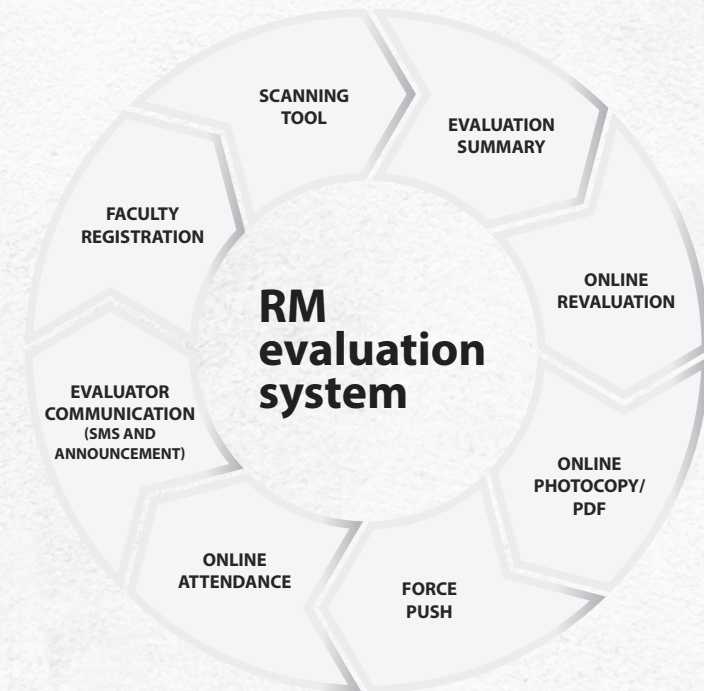 SCANNING
TOOL
EVALUATION
SUMMARY
ONLINE
REVALUATION
ONLINE
PHOTOCOPY/
PDF
FORCE
PUSH
ONLINE
ATTENDANCE
EVALUATOR
COMMUNICATION
(SMS AND
ANNOUNCEMENT)
FACULTY
REGISTRATION
RM
evaluation
system